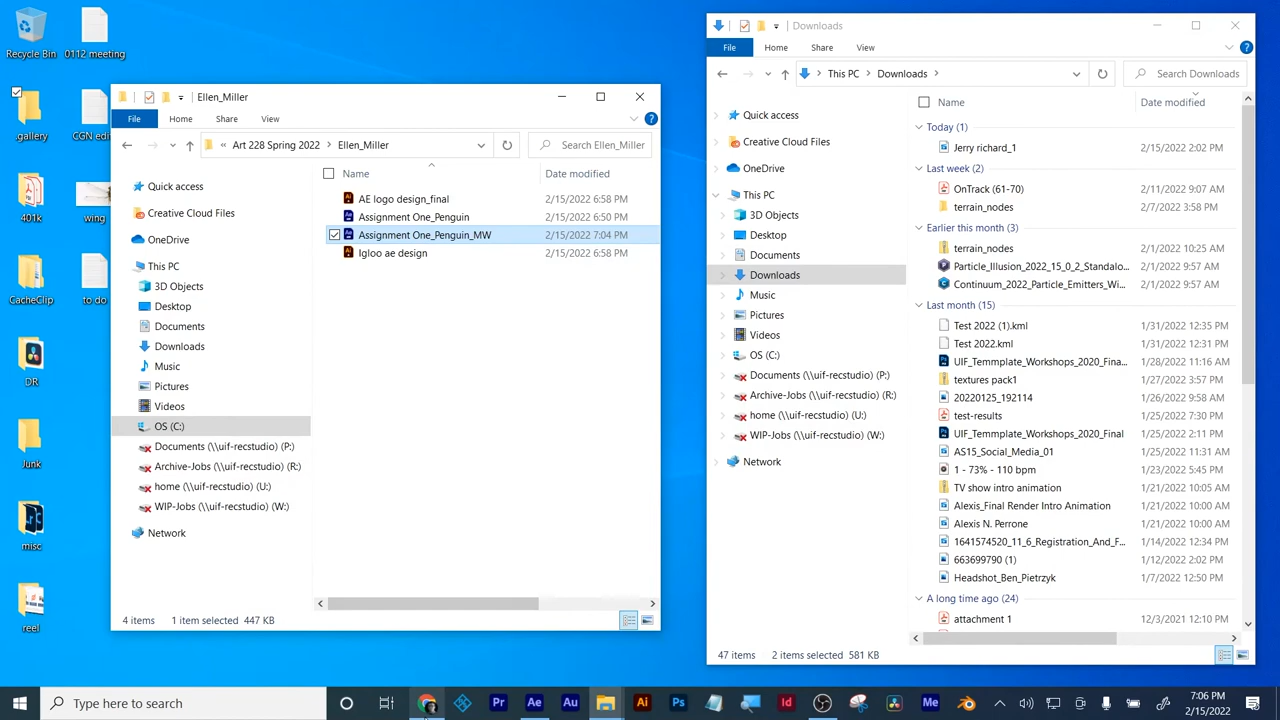 Recycle Bin
0112 meeting
.gallery
CGN edi
401k
wing
CacheClip
to do
DR
Junk
misc
reel
Ellen_Miller
File
Home
Share
View
« Art 228 Spring 2022 > Ellen_Miller
Search Ellen_Miller
Name
Date modified
Quick access
Creative Cloud Files
OneDrive
This PC
3D Objects
Desktop
Documents
Downloads
Music
Pictures
Videos
OS (C:)
Documents (\\uif-recstudio) (P:)
Archive-Jobs (\\uif-recstudio) (R:)
home (\\uif-recstudio) (U:)
WIP-Jobs (\\uif-recstudio) (W:)
Network
AE logo design_final 2/15/2022 6:58 PM
Assignment One_Penguin 2/15/2022 6:50 PM
Assignment One_Penguin_MW 2/15/2022 7:04 PM
Igloo ae design 2/15/2022 6:58 PM
4 items 1 item selected 447 KB
Downloads
File
Home
Share
View
This PC > Downloads >
Search Downloads
Name
Date modified
Quick access
Creative Cloud Files
OneDrive
This PC
3D Objects
Desktop
Documents
Downloads
Music
Pictures
Videos
OS (C:)
Documents (\\uif-recstudio) (P:)
Archive-Jobs (\\uif-recstudio) (R:)
home (\\uif-recstudio) (U:)
WIP-Jobs (\\uif-recstudio) (W:)
Network
Today (1)
Jerry richard_1 2/15/2022 2:02 PM
Last week (2)
OnTrack (61-70) 2/11/2022 9:07 AM
terrain_nodes 2/7/2022 3:58 PM
Earlier this month (3)
terrain_nodes 2/2/2022 10:25 AM
Particle_Illusion_2022_15_0_2_Standalo... 2/1/2022 9:57 AM
Continuum_2022_Particle_Emitters_Wi... 2/1/2022 9:57 AM
Last month (15)
Test 2022 (1).kml 1/31/2022 12:35 PM
Test 2022.kml 1/31/2022 12:31 PM
UIF_Temmplate_Workshops_2020_Fina... 1/28/2022 11:16 AM
textures pack1 1/27/2022 3:57 PM
20220125_192114 1/26/2022 9:58 AM
test-results 1/25/2022 7:30 PM
UIF_Temmplate_Workshops_2020_Final 1/25/2022 2:11 PM
AS15_Social_Media_01 1/25/2022 11:31 AM
1 - 73% - 110 bpm 1/23/2022 5:45 PM
TV show intro animation 1/21/2022 10:05 AM
Alexis_Final Render Intro Animation 1/21/2022 10:00 AM
Alexis N. Perrone 1/21/2022 10:00 AM
1641574520_11_6_Registration_And_F... 1/14/2022 12:34 PM
663699790 (1) 1/12/2022 2:02 PM
Headshot_Ben_Pietrzyk 1/7/2022 12:50 PM
A long time ago (24)
attachment 1 12/3/2021 12:10 PM
47 items 2 items selected 581 KB
Type here to search
Pr
Ae
Au
Ai
Ps
Id
Me
7:06 PM
2/15/2022